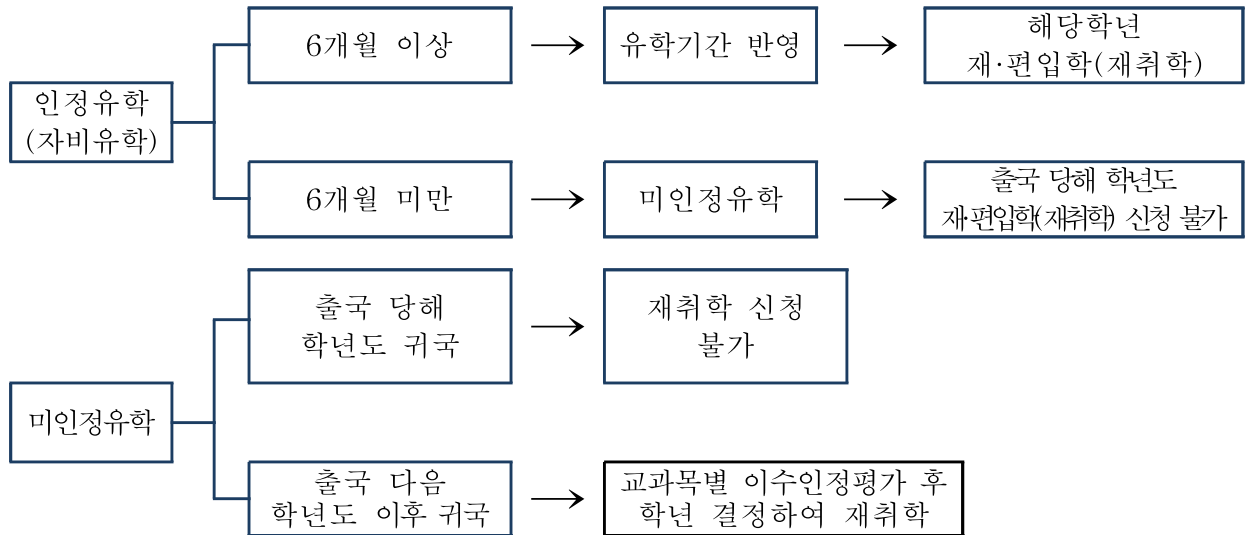 6개월 이상
유학기간 반영
해당학년
재·편입학(재취학)
인정유학
(자비유학)
6개월 미만
미인정유학
출국 당해 학년도
재·편입학(재취학) 신청 불가
출국 당해
학년도 귀국
재취학 신청
불가
미인정유학
출국 다음
학년도 이후 귀국
교과목별 이수인정평가 후
학년 결정하여 재취학